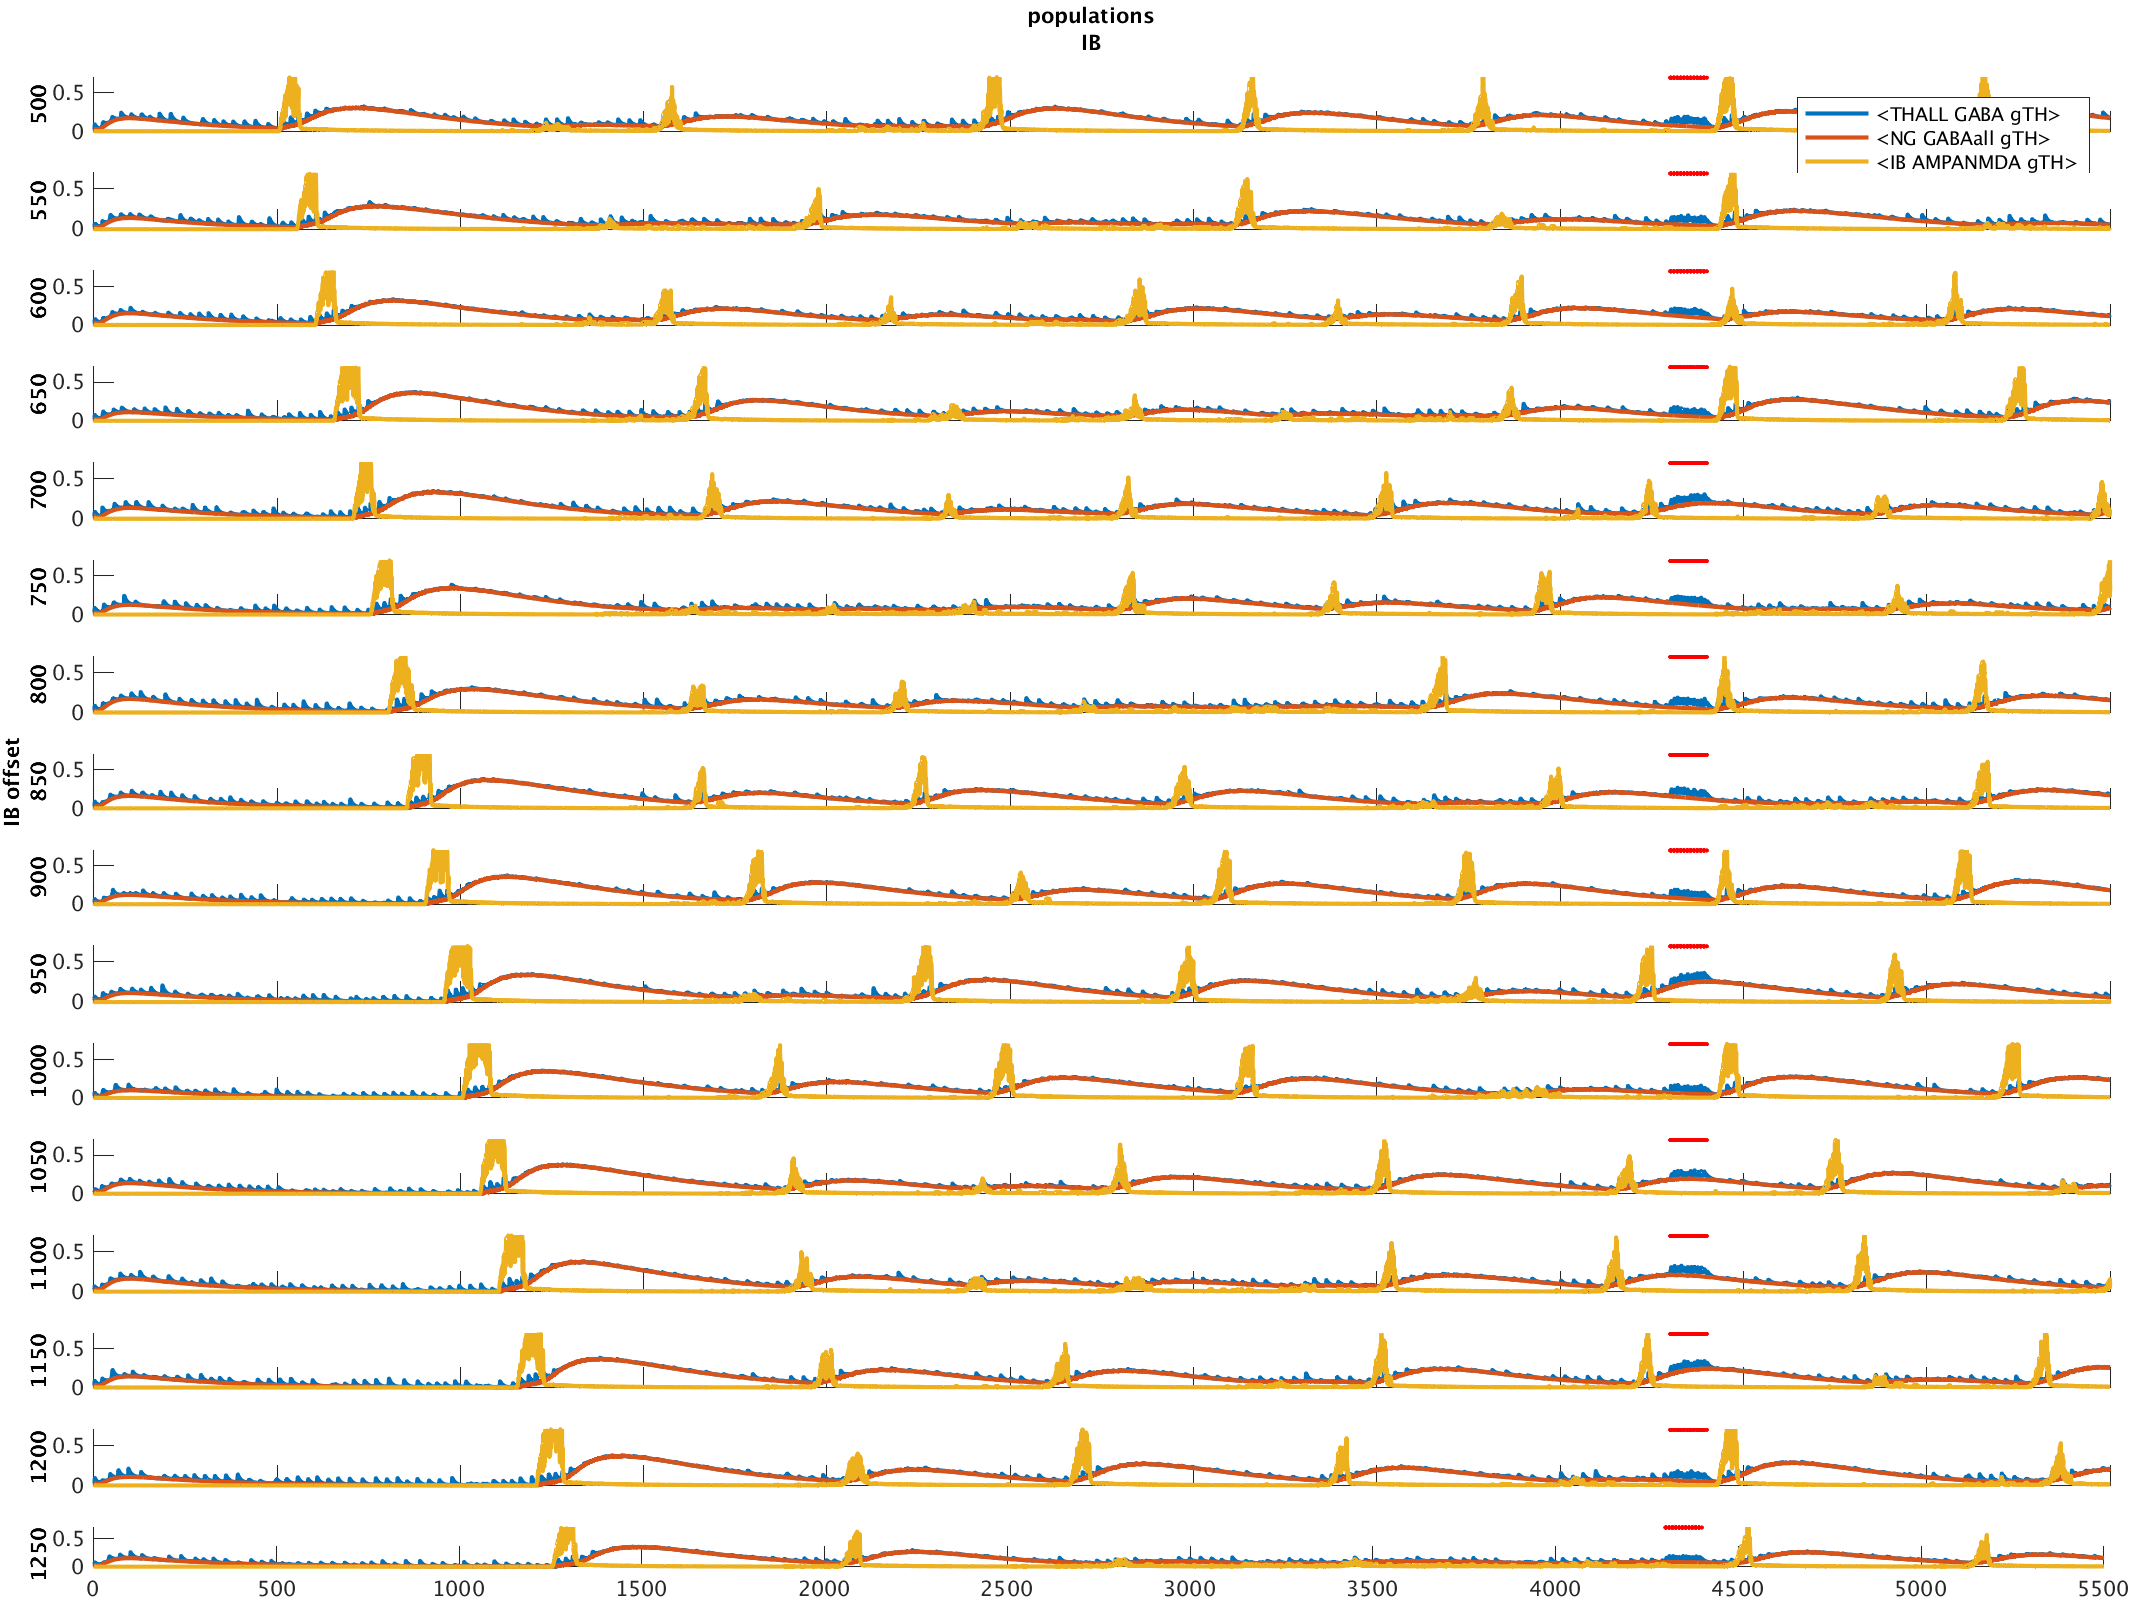 populations
IB
500 0.5 0
<THALL GABA gTH>
<NG GABAall gTH>
<IB AMPANMDA gTH>
550 0.5 0
600 0.5 0
650 0.5 0
700 0.5 0
750 0.5 0
800 0.5 0
IB offset
850 0.5 0
900 0.5 0
950 0.5 0
1000 0.5 0
1050 0.5 0
1100 0.5 0
1150 0.5 0
1200 0.5 0
1250 0.5 0
0 500 1000 1500 2000 2500 3000 3500 4000 4500 5000 5500